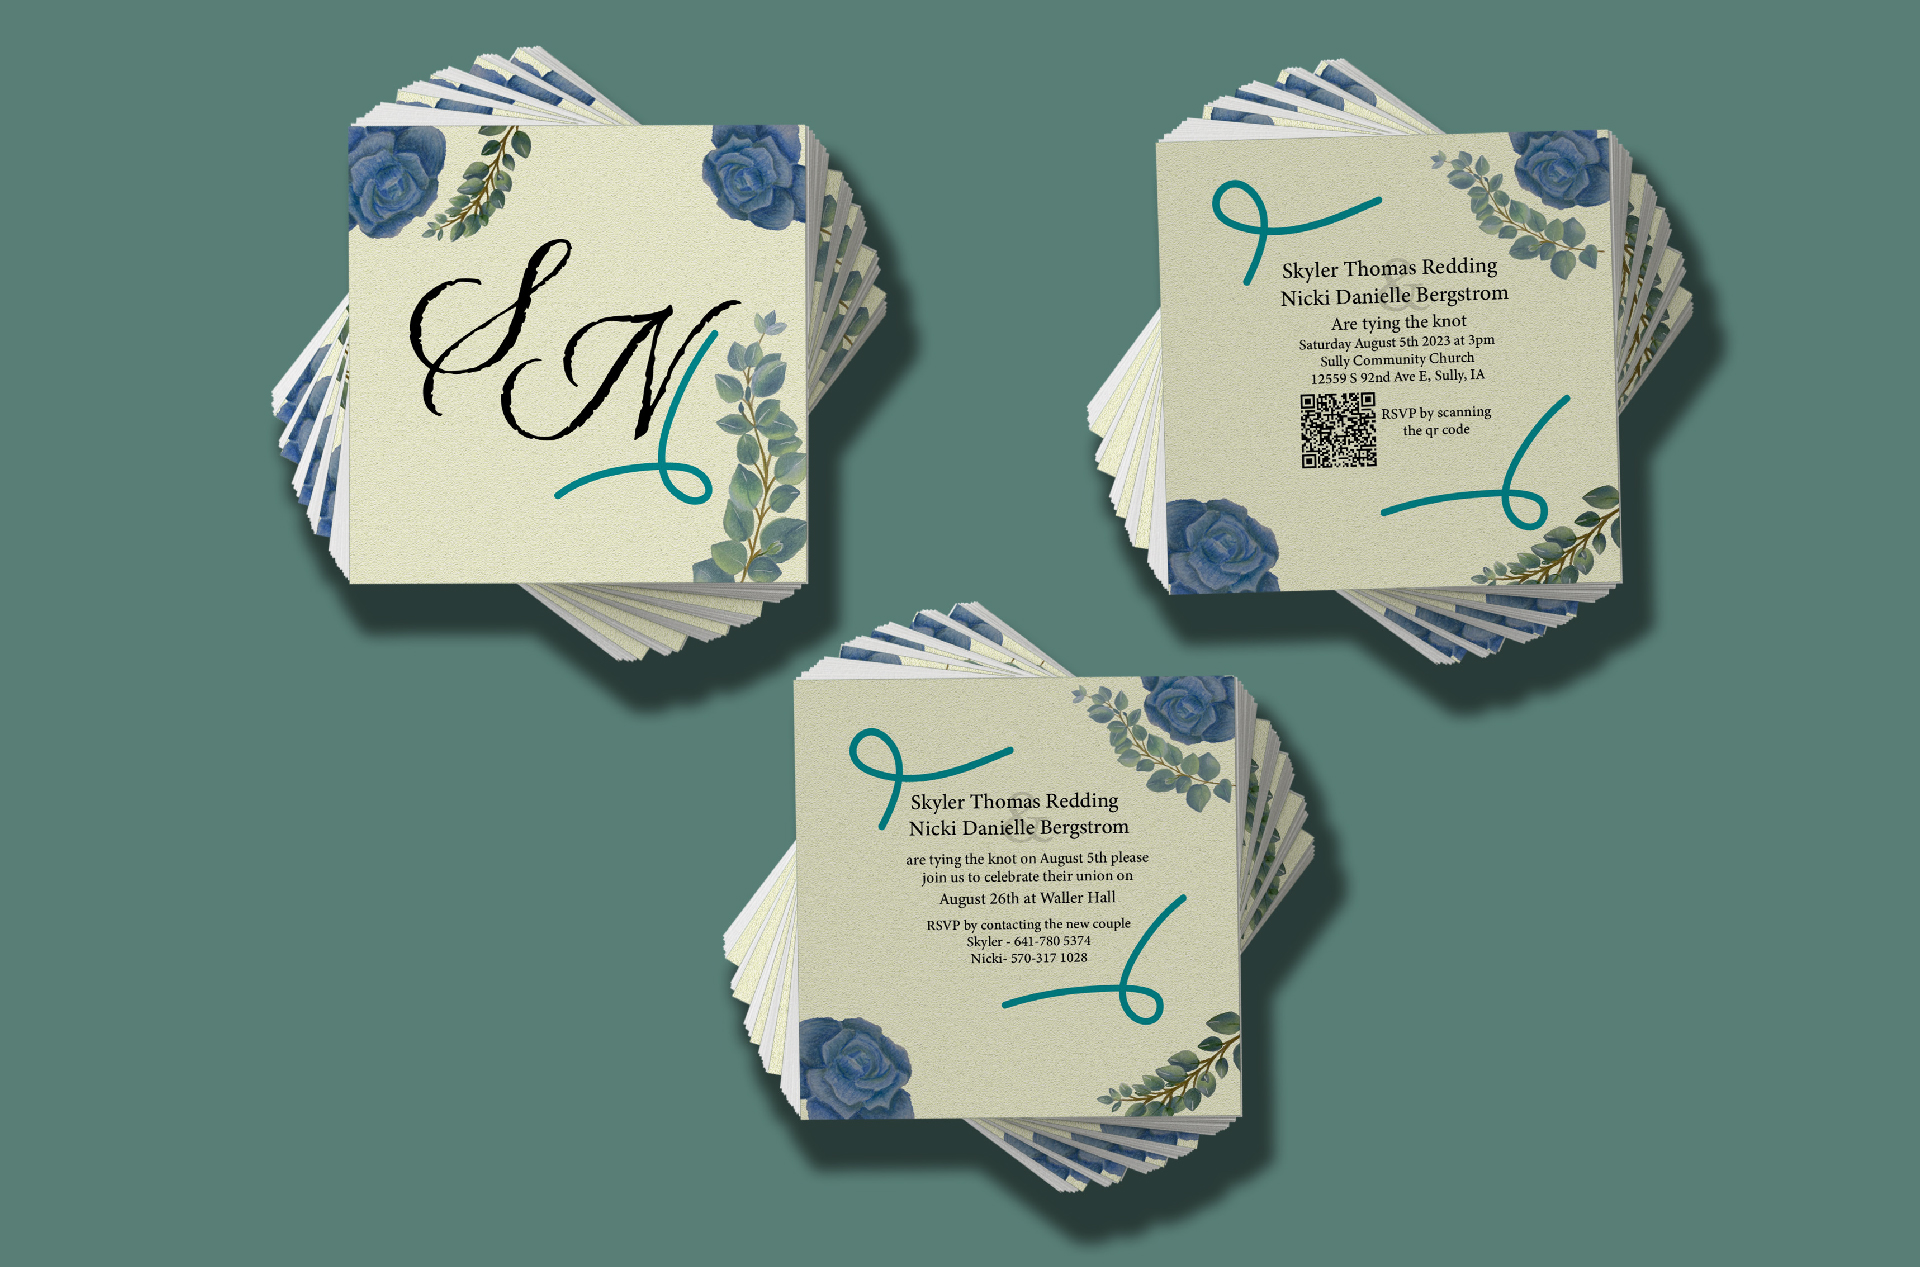 S
N
&
Skyler Thomas Redding
Nicki Danielle Bergstrom
Are tying the knot
Saturday August 5th 2023 at 3pm
Sully Community Church
12559 S 92nd Ave E, Sully, IA
RSVP by scanning
the qr code
&
Skyler Thomas Redding
Nicki Danielle Bergstrom
are tying the knot on August 5th please
join us to celebrate their union on
August 26th at Waller Hall
RSVP by contacting the new couple
Skyler - 641-780 5374
Nicki- 570-317 1028